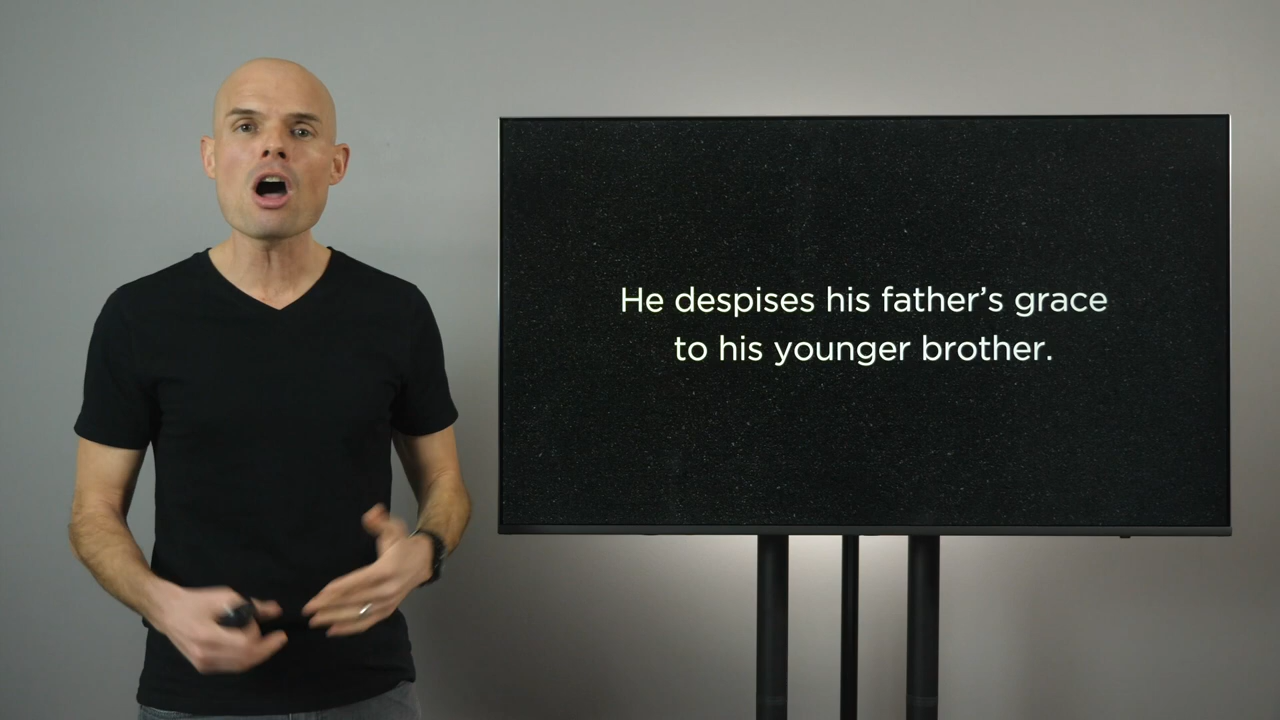 He despises his father’s grace
to his younger brother.